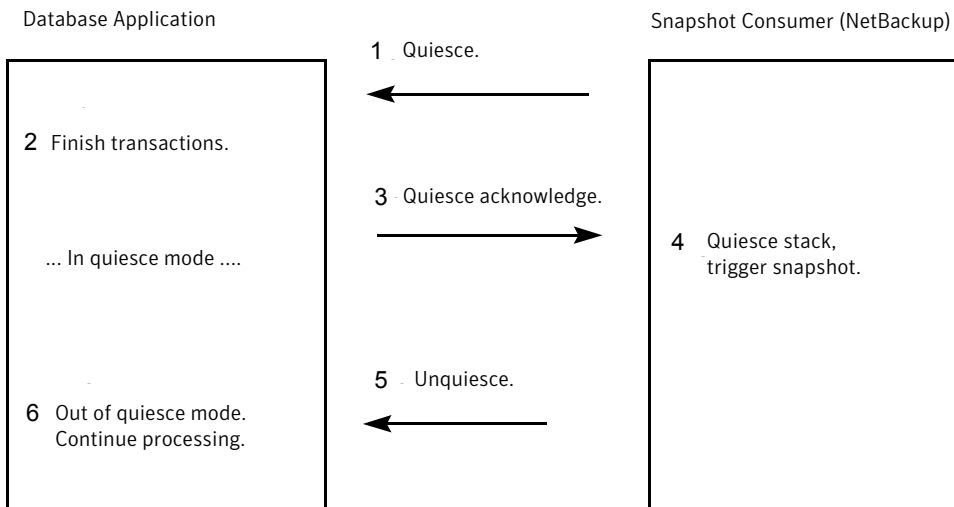 Database Application
Snapshot Consumer (NetBackup)
1 Quiesce.
2 Finish transactions.
3 Quiesce acknowledge.
... In quiesce mode ....
4 Quiesce stack,
trigger snapshot.
5 Unquiesce.
6 Out of quiesce mode.
Continue processing.